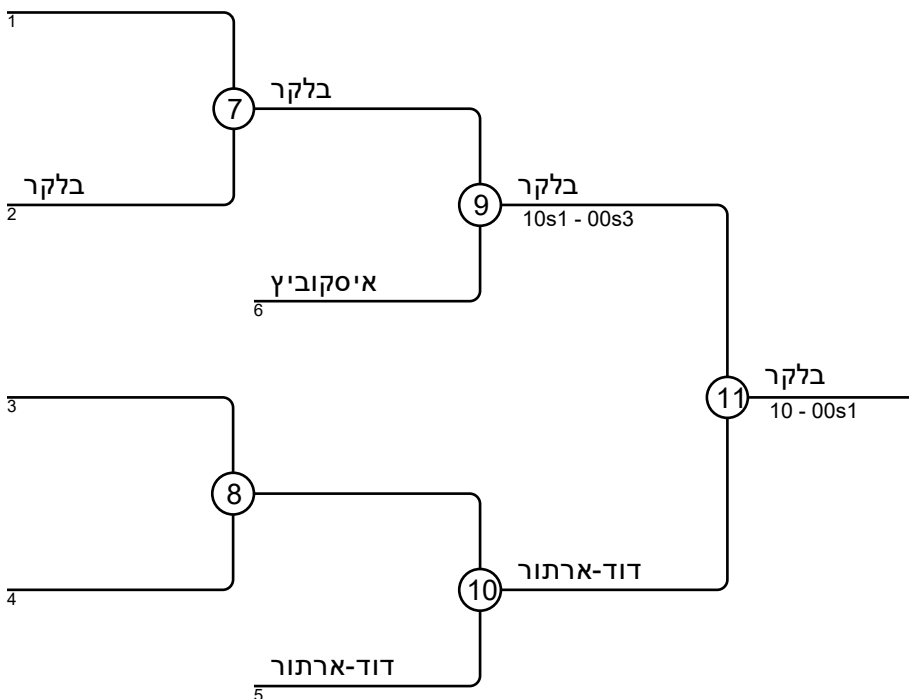 1
בלקר
7
בלקר
2
בלקר
9
10s1 - 00s3
איסקוביץ
6
בלקר
3
11
10 - 00s1
8
דוד-ארתור
4
10
דוד-ארתור
5